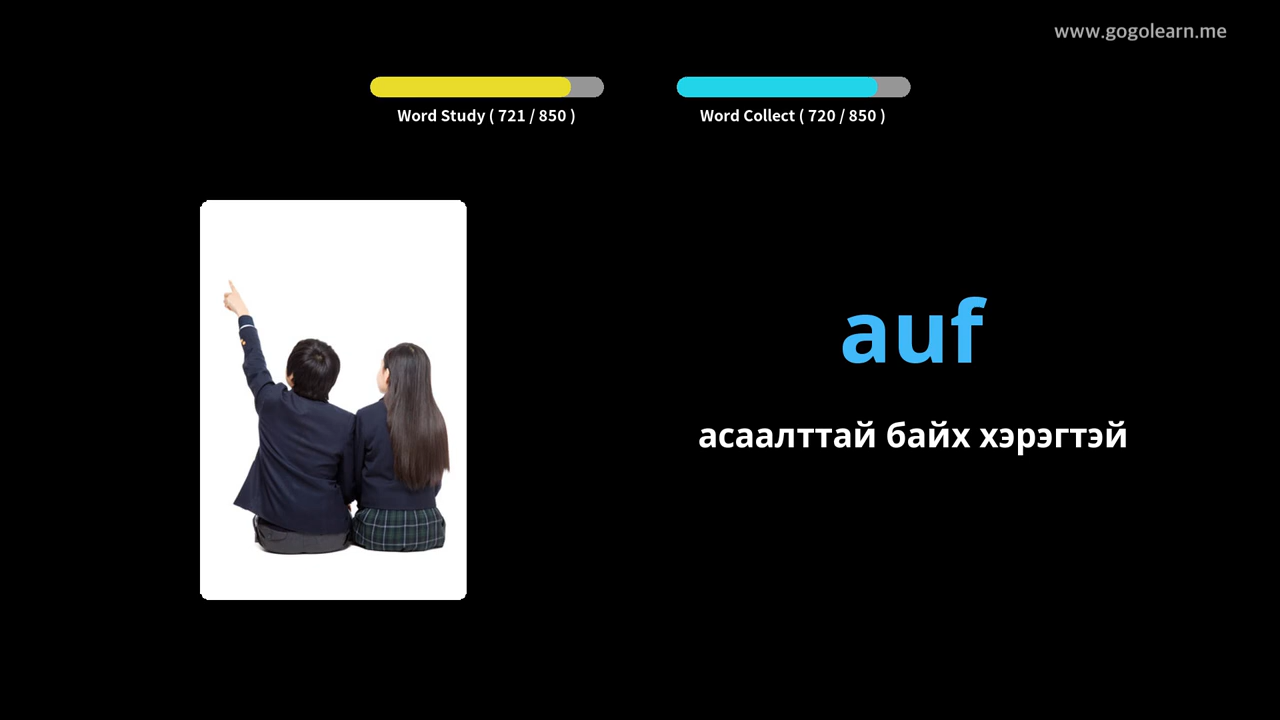 www.gogolearn.me
Word Study ( 721 / 850 )
Word Collect ( 720 / 850 )
auf
асаалттай байх хэрэгтэй